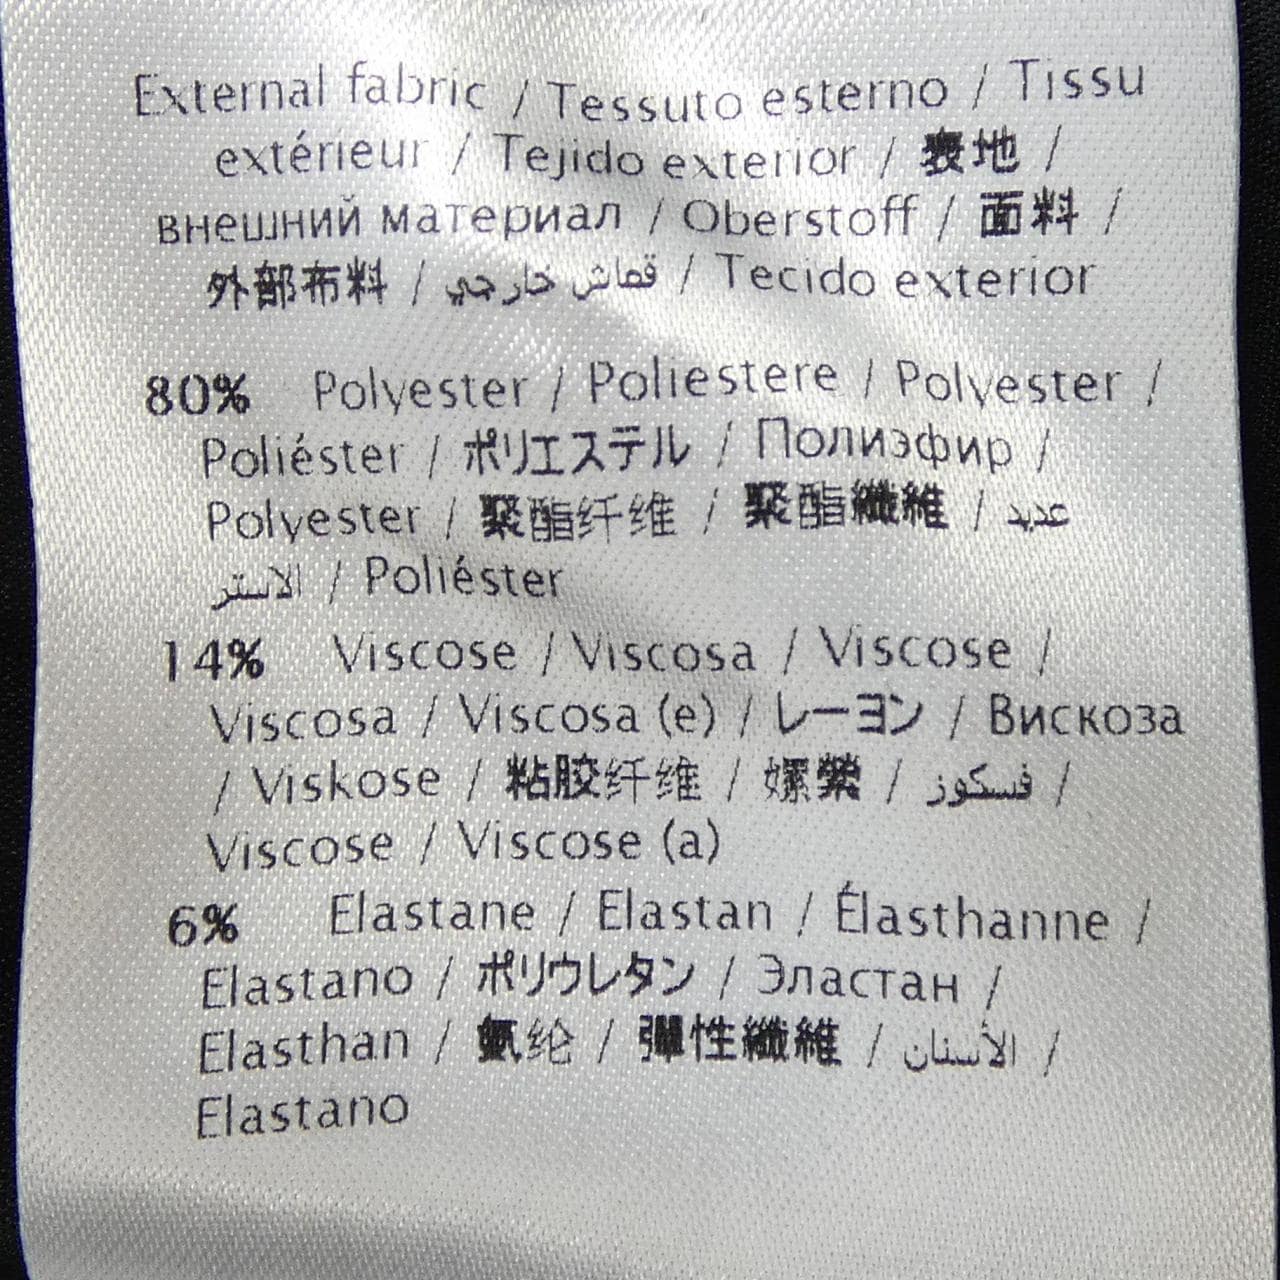 External fabric / Tessuto esterno / Tissu
extérieur / Tejido exterior / 表地 /
внешний материал / Oberstoff / 面料 /
外部布料 / قماش خارجي / Tecido exterior
80% Polyester / Poliestere / Polyester /
Poliéster / ポリエステル / Полиэфир /
Polyester / 聚酯纤维 / 聚酯纖維 / عديد
الاستر / Poliéster
14% Viscose / Viscosa / Viscose /
Viscosa / Viscosa (e) / レーヨン / Вискоза
/ Viskose / 粘胶纤维 / 嫘縈 / فسكوز /
Viscose / Viscose (a)
6% Elastane / Elastan / Élasthanne /
Elastano / ポリウレタン / Эластан /
Elasthan / 氨纶 / 彈性纖維 / الأسنان /
Elastano